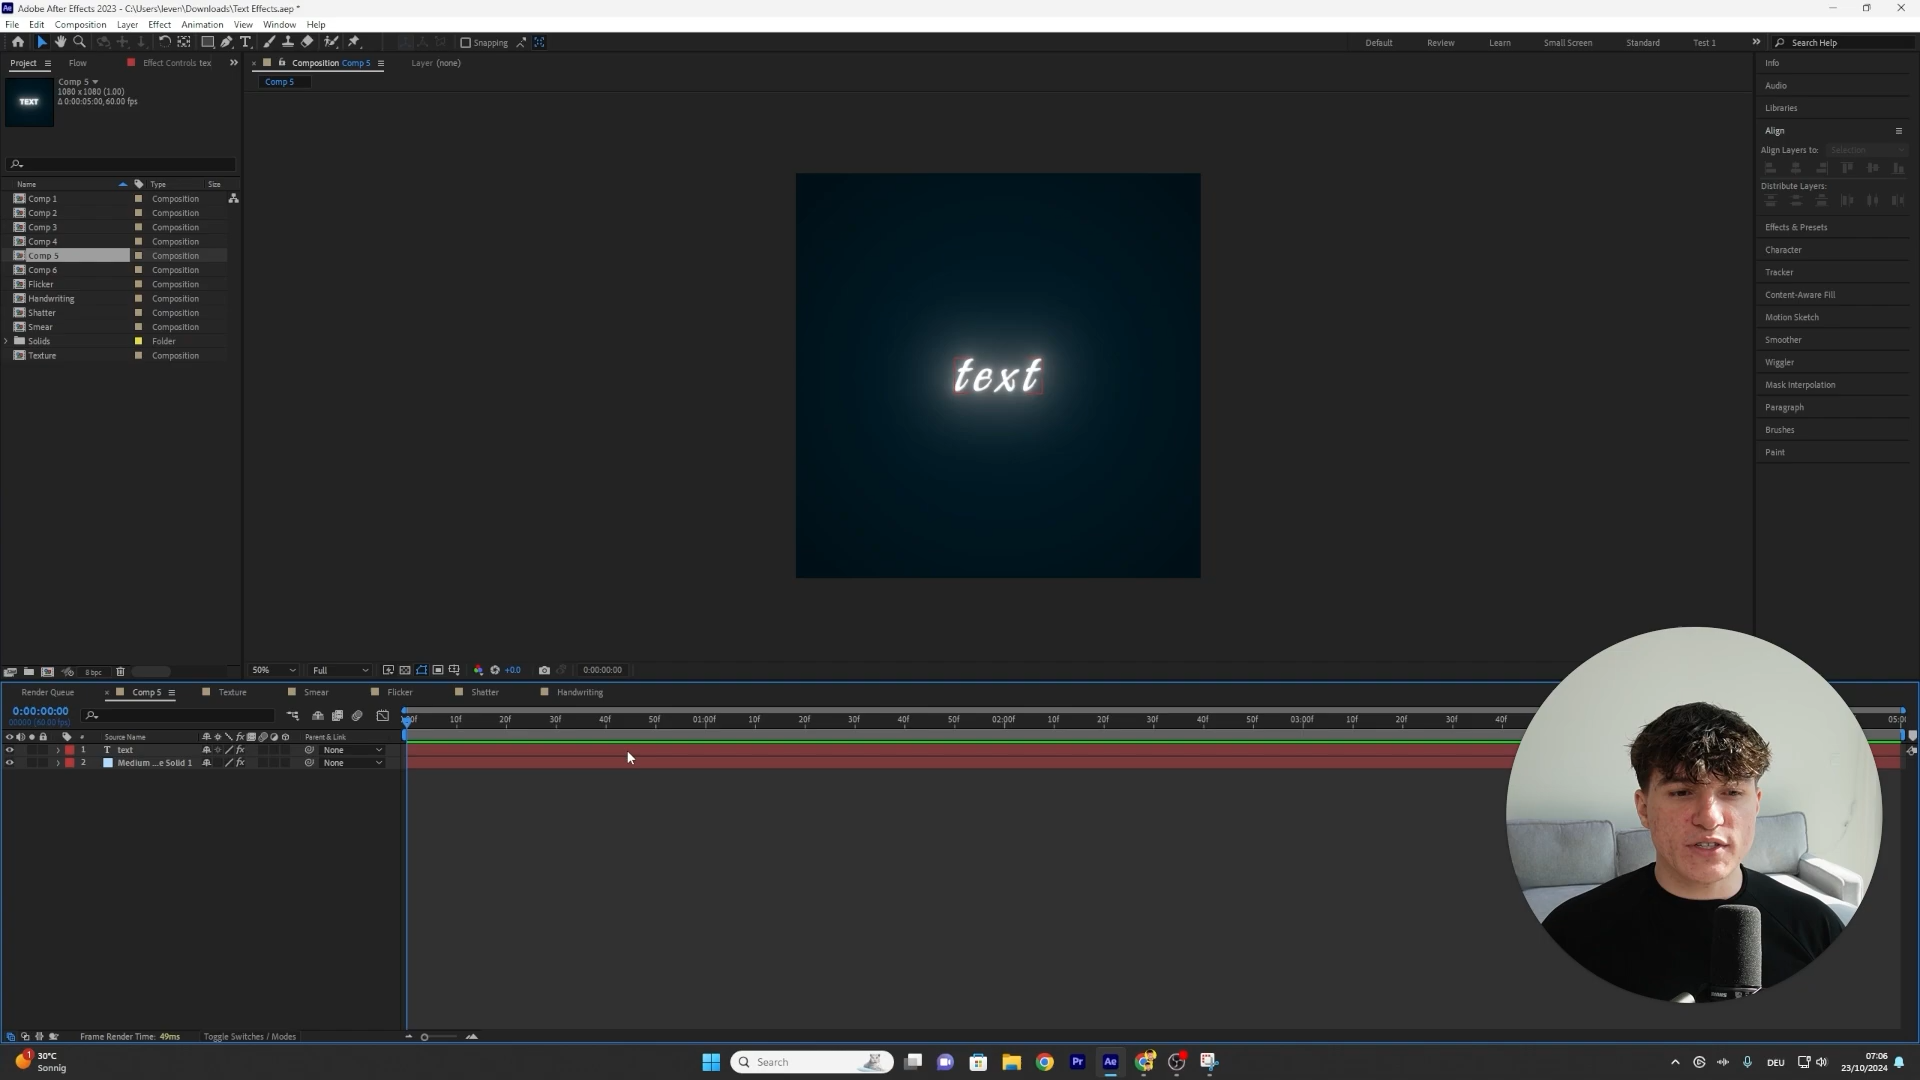 Adobe After Effects 2023 - C:\Users\leven\Downloads\Text Effects.aep *
File Edit Composition Layer Effect Animation View Window Help
Snapping
Default Review Learn Small Screen Standard Test 1 Search Help
Project Flow Effect Controls tex
Composition Comp 5 Layer (none)
Comp 5
Comp 5
1080 x 1080 (1.00)
Δ 0:00:05:00, 60.00 fps
TEXT
Name Type Size
Comp 1 Composition
Comp 2 Composition
Comp 3 Composition
Comp 4 Composition
Comp 5 Composition
Comp 6 Composition
Flicker Composition
Handwriting Composition
Shatter Composition
Smear Composition
Solids Folder
Texture Composition
text
Info
Audio
Libraries
Align
Align Layers to: Selection
Distribute Layers:
Effects & Presets
Character
Tracker
Content-Aware Fill
Motion Sketch
Smoother
Wiggler
Mask Interpolation
Paragraph
Brushes
Paint
8 bpc
50% Full +0.0 0:00:00:00
Render Queue Comp 5 Texture Smear Flicker Shatter Handwriting
0:00:00:00
00000 (60.00 fps)
10f 20f 30f 40f 50f 01:00f 10f 20f 30f 40f 50f 02:00f 10f 20f 30f 40f 50f 03:00f 10f 20f 30f 40f
# Source Name Parent & Link
1 T text None
2 Medium ...e Solid 1 None
Frame Render Time: 49ms Toggle Switches / Modes
30°C
Sonnig
Search
Pr
Ae
DEU
07:06
23/10/2024